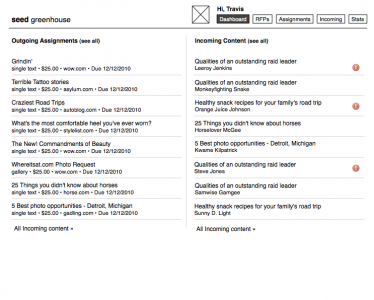 seed greenhouse
Hi, Travis
Dashboard RFPs Assignments Incoming Stats
Outgoing Assignments (see all)
Grindin'
single text • $25.00 • wow.com • Due 12/12/2010
Terrible Tattoo stories
single text • $25.00 • asylum.com • Due 12/12/2010
Craziest Road Trips
single text • $25.00 • autoblog.com • Due 12/12/2010
What's the most comfortable heel you've ever worn?
single text • $25.00 • stylelist.com • Due 12/12/2010
The New! Commandments of Beauty
single text • $25.00 • wow.com • Due 12/12/2010
Whereitsat.com Photo Request
gallery • $25.00 • wow.com • Due 12/12/2010
25 Things you didn't know about horses
single text • $25.00 • horse.com • Due 12/12/2010
5 Best photo opportunities - Detroit, Michigan
single text • $25.00 • gadling.com • Due 12/12/2010
All Incoming content »
Incoming Content (see all)
Qualities of an outstanding raid leader
Leeroy Jenkins
Qualities of an outstanding raid leader
Monkeyfighting Snake
Healthy snack recipes for your family's road trip
Orange Juice Johnson
25 Things you didn't know about horses
Horselover McGee
5 Best photo opportunities - Detroit, Michigan
Kwame Kilpatrick
Qualities of an outstanding raid leader
Steve Jones
Qualities of an outstanding raid leader
Samwise Gamgee
Healthy snack recipes for your family's road trip
Sunny D. Light
All Incoming content »